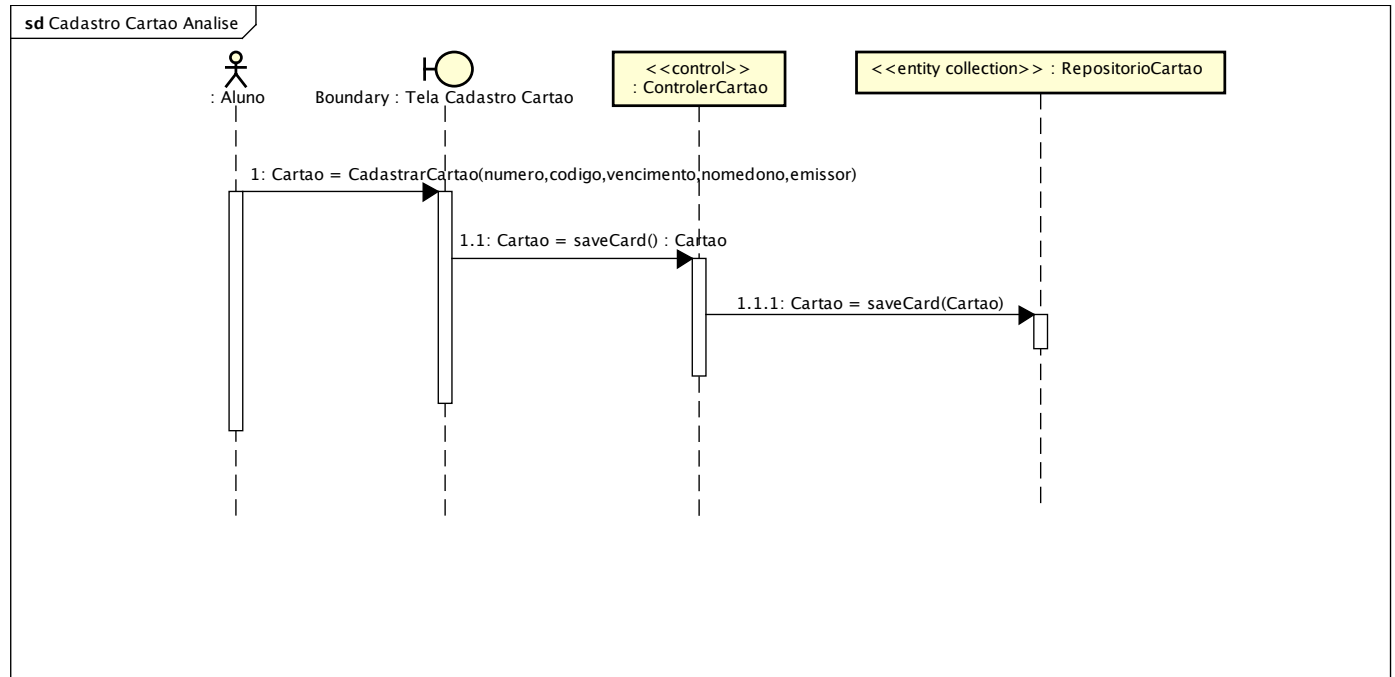 sd Cadastro Cartao Analise
: Aluno
Boundary : Tela Cadastro Cartao
<<control>>
: ControlerCartao
<<entity collection>> : RepositorioCartao
1: Cartao = CadastrarCartao(numero,codigo,vencimento,nomedono,emissor)
1.1: Cartao = saveCard() : Cartao
1.1.1: Cartao = saveCard(Cartao)